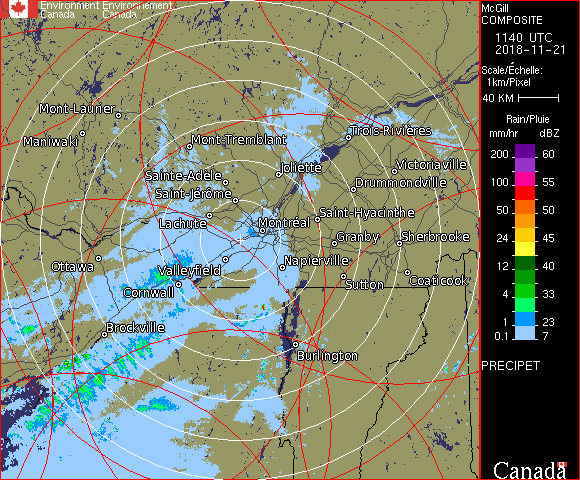 Environment Environnement
Canada Canada
McGill
COMPOSITE
1140 UTC
2018-11-21
Scale/Échelle:
1km/Pixel
40 KM
Rain/Pluie
mm/hr dBZ
200 60
100 55
50 50
24 45
12 40
4 33
1 23
0.1 7
PRECIPET
Mont-Laurier
Maniwaki
Mont-Tremblant
Trois-Rivières
Joliette
Victoriaville
Sainte-Adèle
Drummondville
Saint-Jérôme
Saint-Hyacinthe
Lachute
Montréal
Granby
Sherbrooke
Ottawa
Valleyfield
Napierville
Cornwall
Sutton
Coaticook
Brockville
Burlington
Canada